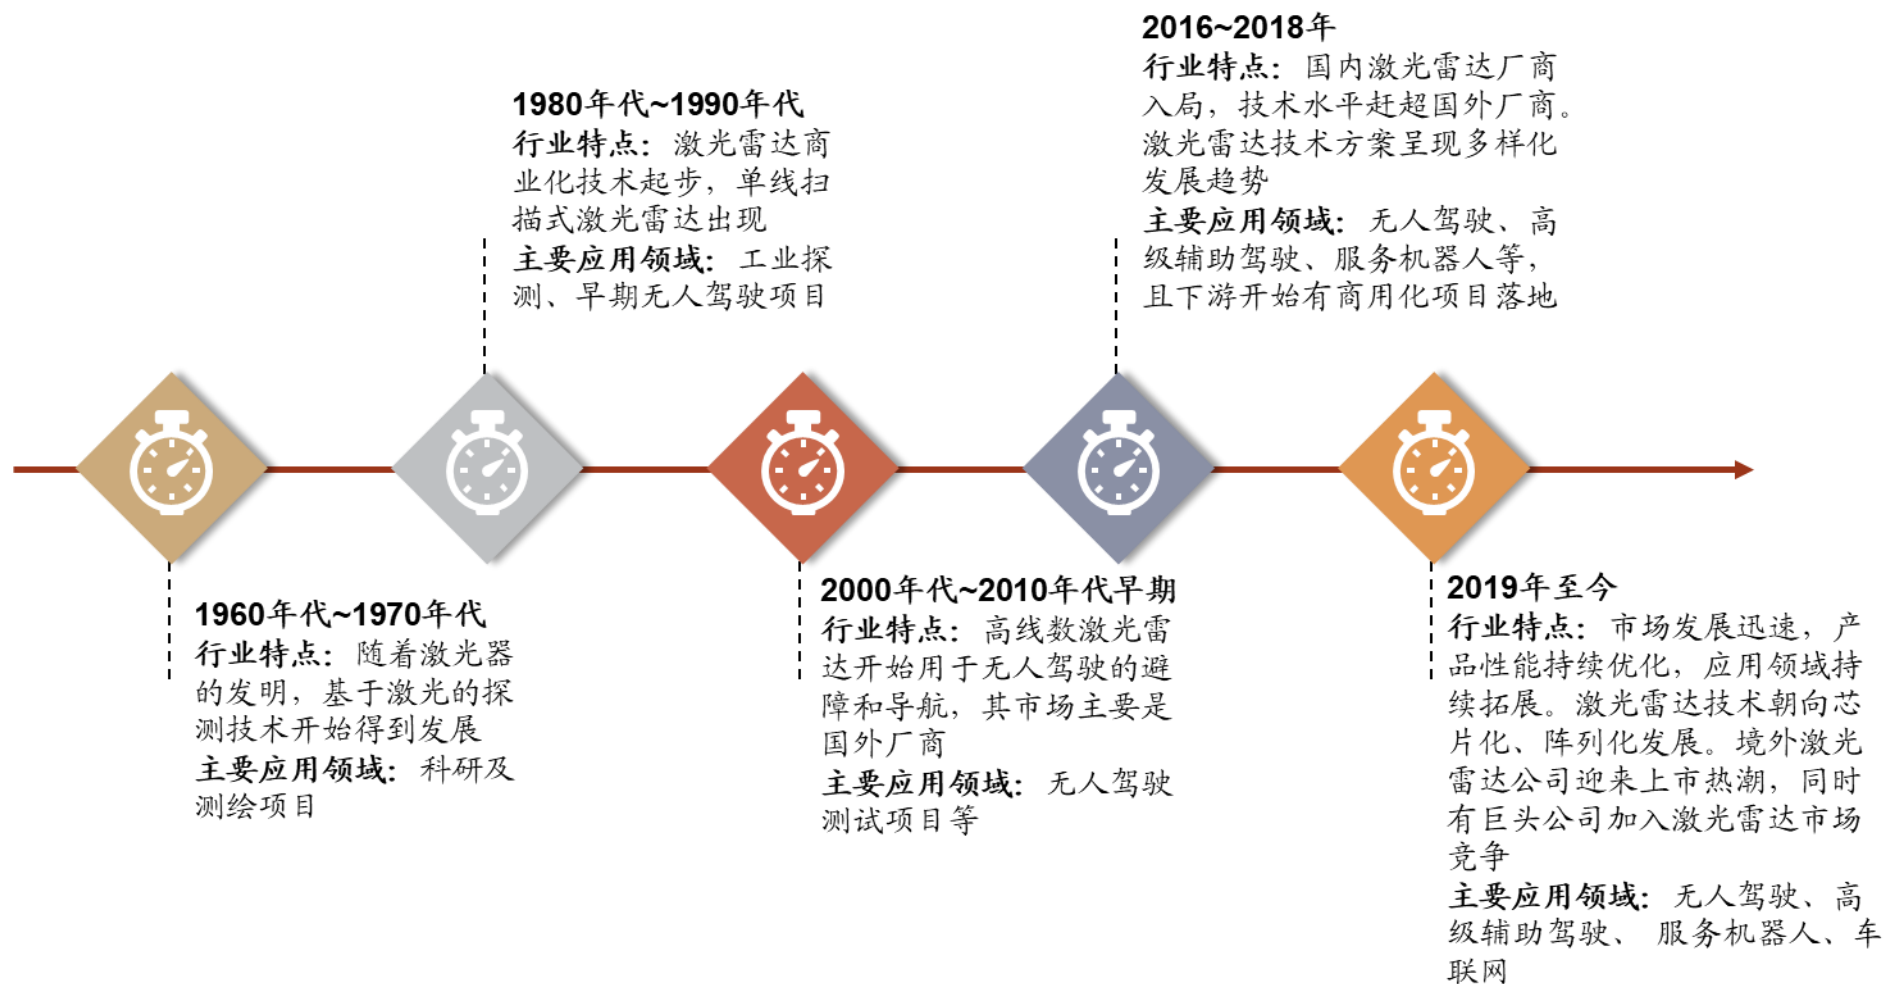 1960年代~1970年代
行业特点：随着激光器
的发明，基于激光的探
测技术开始得到发展
主要应用领域：科研及
测绘项目
1980年代~1990年代
行业特点：激光雷达商
业化技术起步，单线扫
描式激光雷达出现
主要应用领域：工业探
测、早期无人驾驶项目
2000年代~2010年代早期
行业特点：高线数激光雷
达开始用于无人驾驶的避
障和导航，其市场主要是
国外厂商
主要应用领域：无人驾驶
测试项目等
2016~2018年
行业特点：国内激光雷达厂商
入局，技术水平赶超国外厂商。
激光雷达技术方案呈现多样化
发展趋势
主要应用领域：无人驾驶、高
级辅助驾驶、服务机器人等，
且下游开始有商用化项目落地
2019年至今
行业特点：市场发展迅速，产
品性能持续优化，应用领域持
续拓展。激光雷达技术朝向芯
片化、阵列化发展。境外激光
雷达公司迎来上市热潮，同时
有巨头公司加入激光雷达市场
竞争
主要应用领域：无人驾驶、高
级辅助驾驶、 服务机器人、车
联网